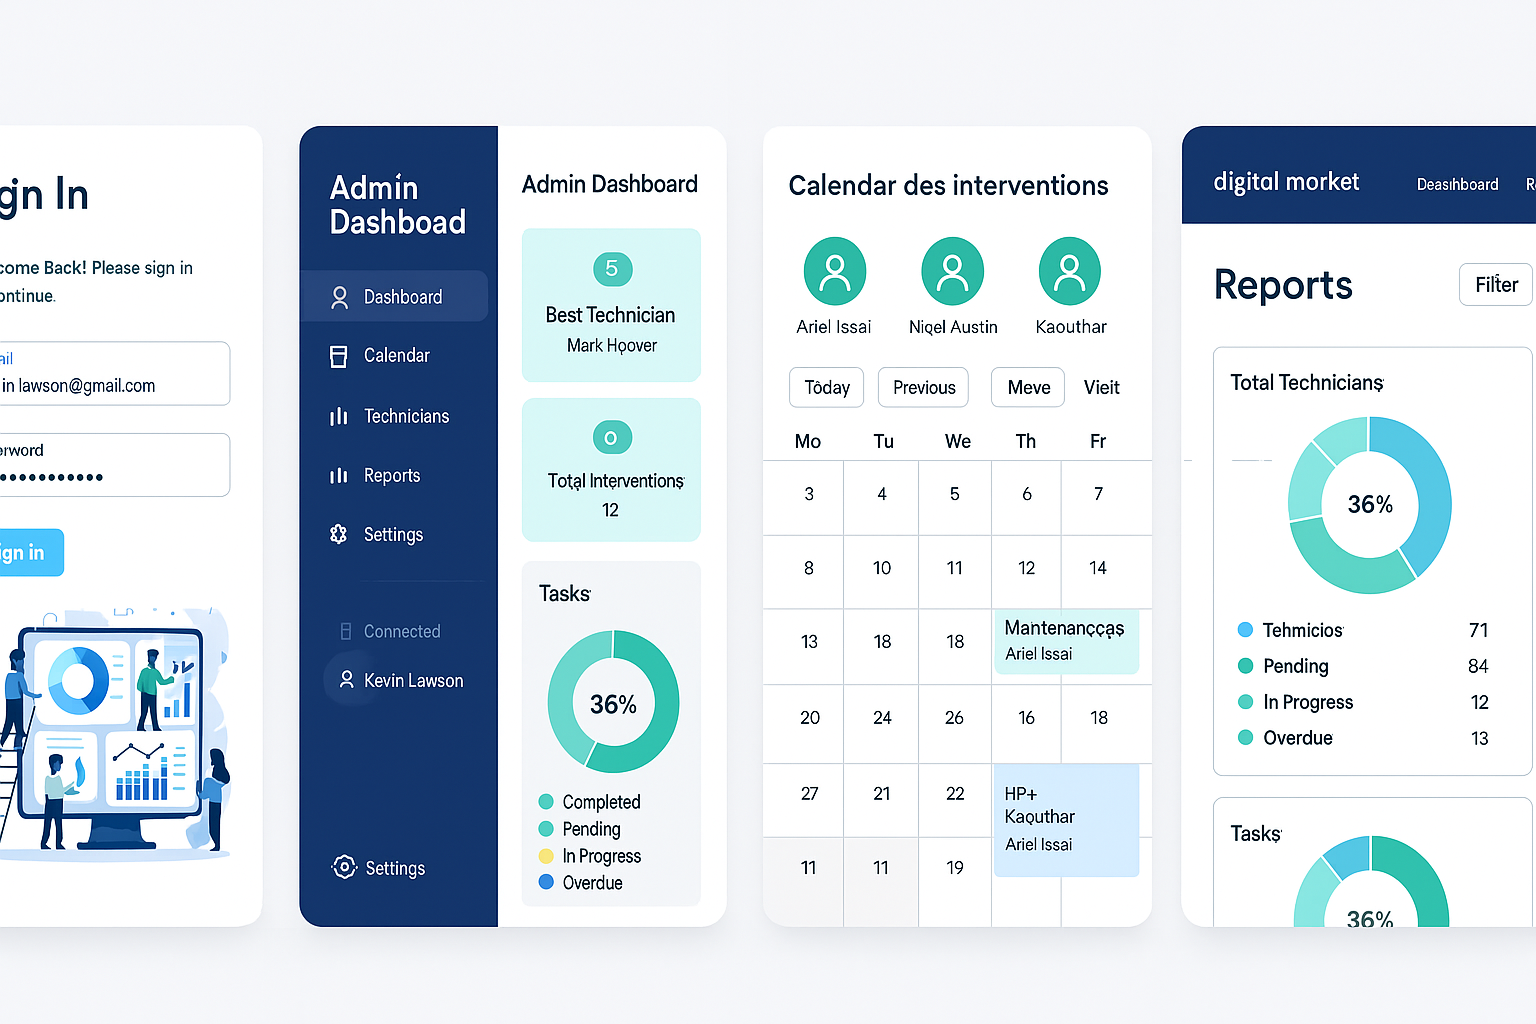 gn In
come Back! Please sign in
ontinue.
ail
in lawson@gmail.com
erword
ign in
Admin
Dashboad
Dashboard
Calendar
Technicians
Reports
Settings
Connected
Kevin Lawson
Settings
Admin Dashboard
5
Best Technician
Mark Hoover
0
Total Interventions
12
Tasks
36%
Completed
Pending
In Progress
Overdue
Calendar des interventions
Ariel Issai
Niqel Austin
Kaouthar
Tôday
Previous
Meve
Vieit
Mo Tu We Th Fr
3 4 5 6 7
8 10 11 12 14
13 18 18
Mantenancças
Ariel Issai
20 24 26 16 18
27 21 22
HP+
Kaouthar
Ariel Issai
11 11 19
digital market
Deasıhboard
R
Reports
Filter
Total Technicians
36%
Tehmicios 71
Pending 84
In Progress 12
Overdue 13
Tasks
36%